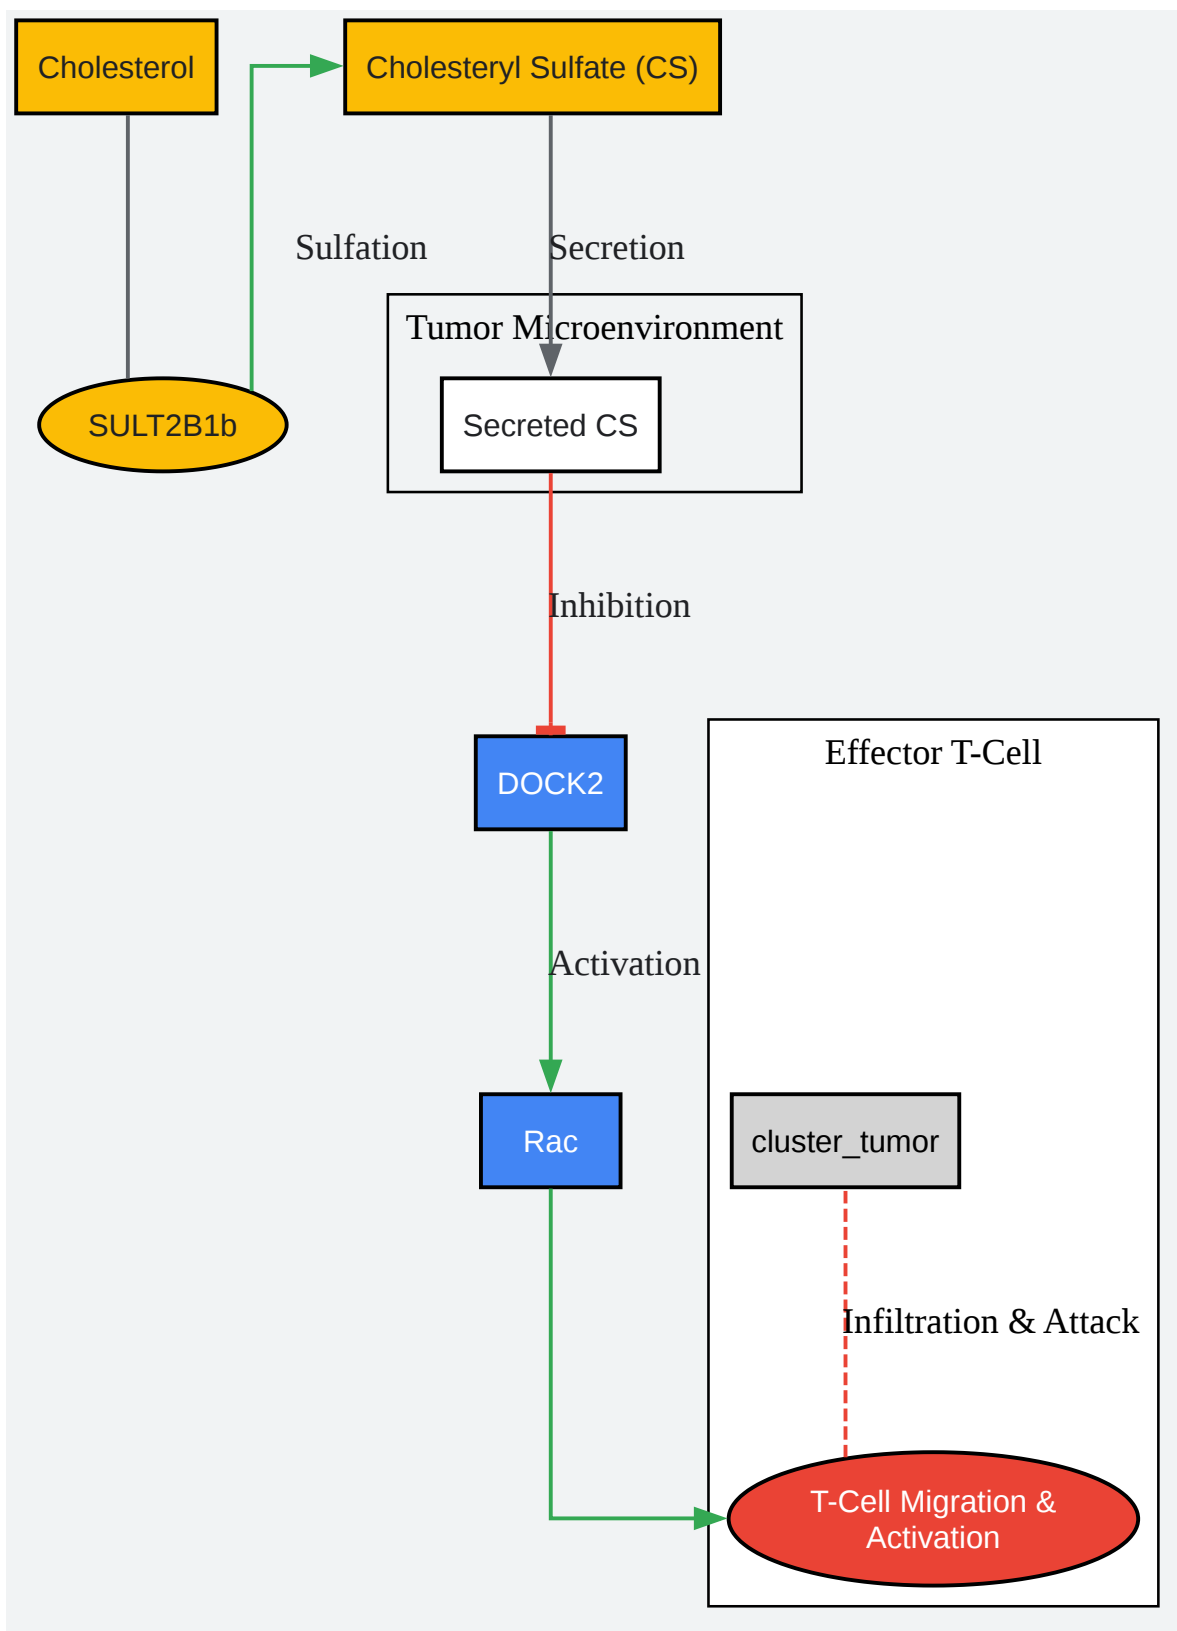 Cholesterol
Cholesteryl Sulfate (CS)
Sulfation
Secretion
Tumor Microenvironment
SULT2B1b
Secreted CS
Inhibition
Effector T-Cell
DOCK2
Activation
Rac
cluster_tumor
Infiltration & Attack
T-Cell Migration &
Activation